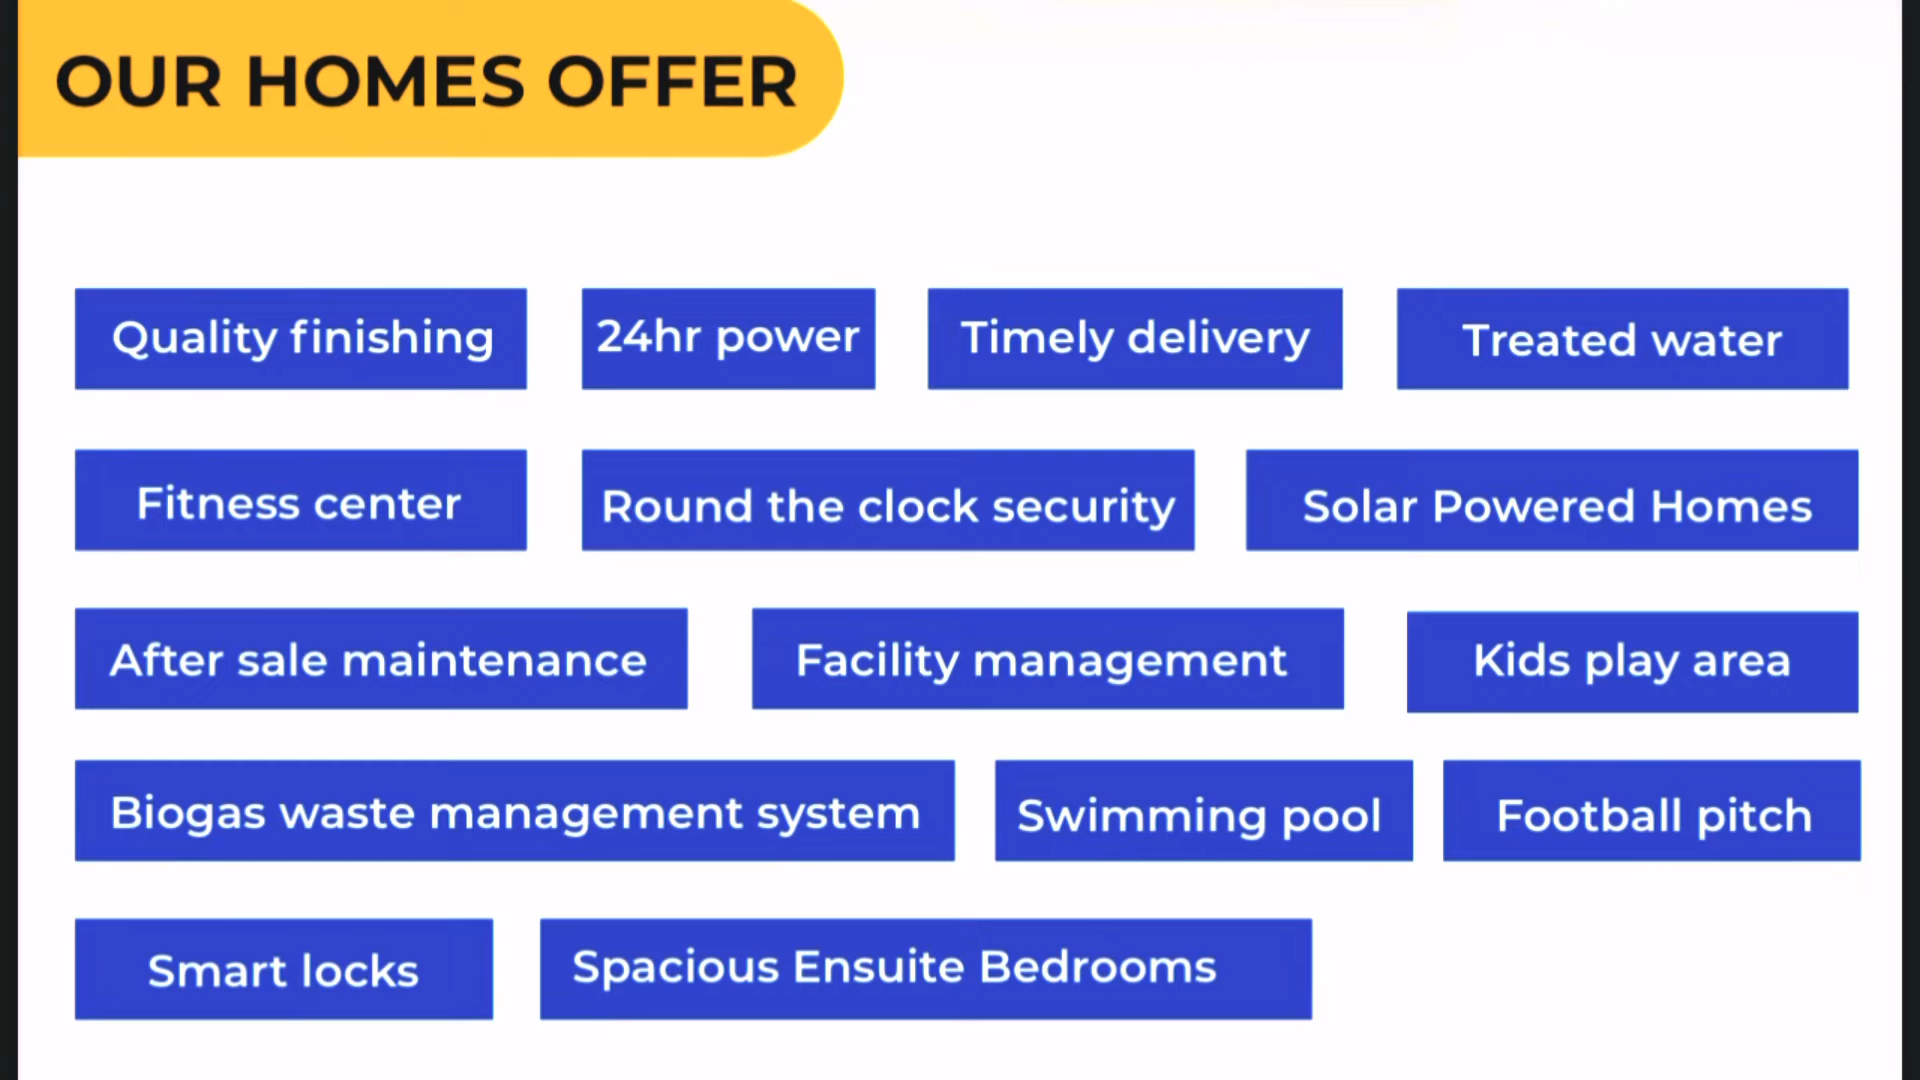 OUR HOMES OFFER
Quality finishing
24hr power
Timely delivery
Treated water
Fitness center
Round the clock security
Solar Powered Homes
After sale maintenance
Facility management
Kids play area
Biogas waste management system
Swimming pool
Football pitch
Smart locks
Spacious Ensuite Bedrooms